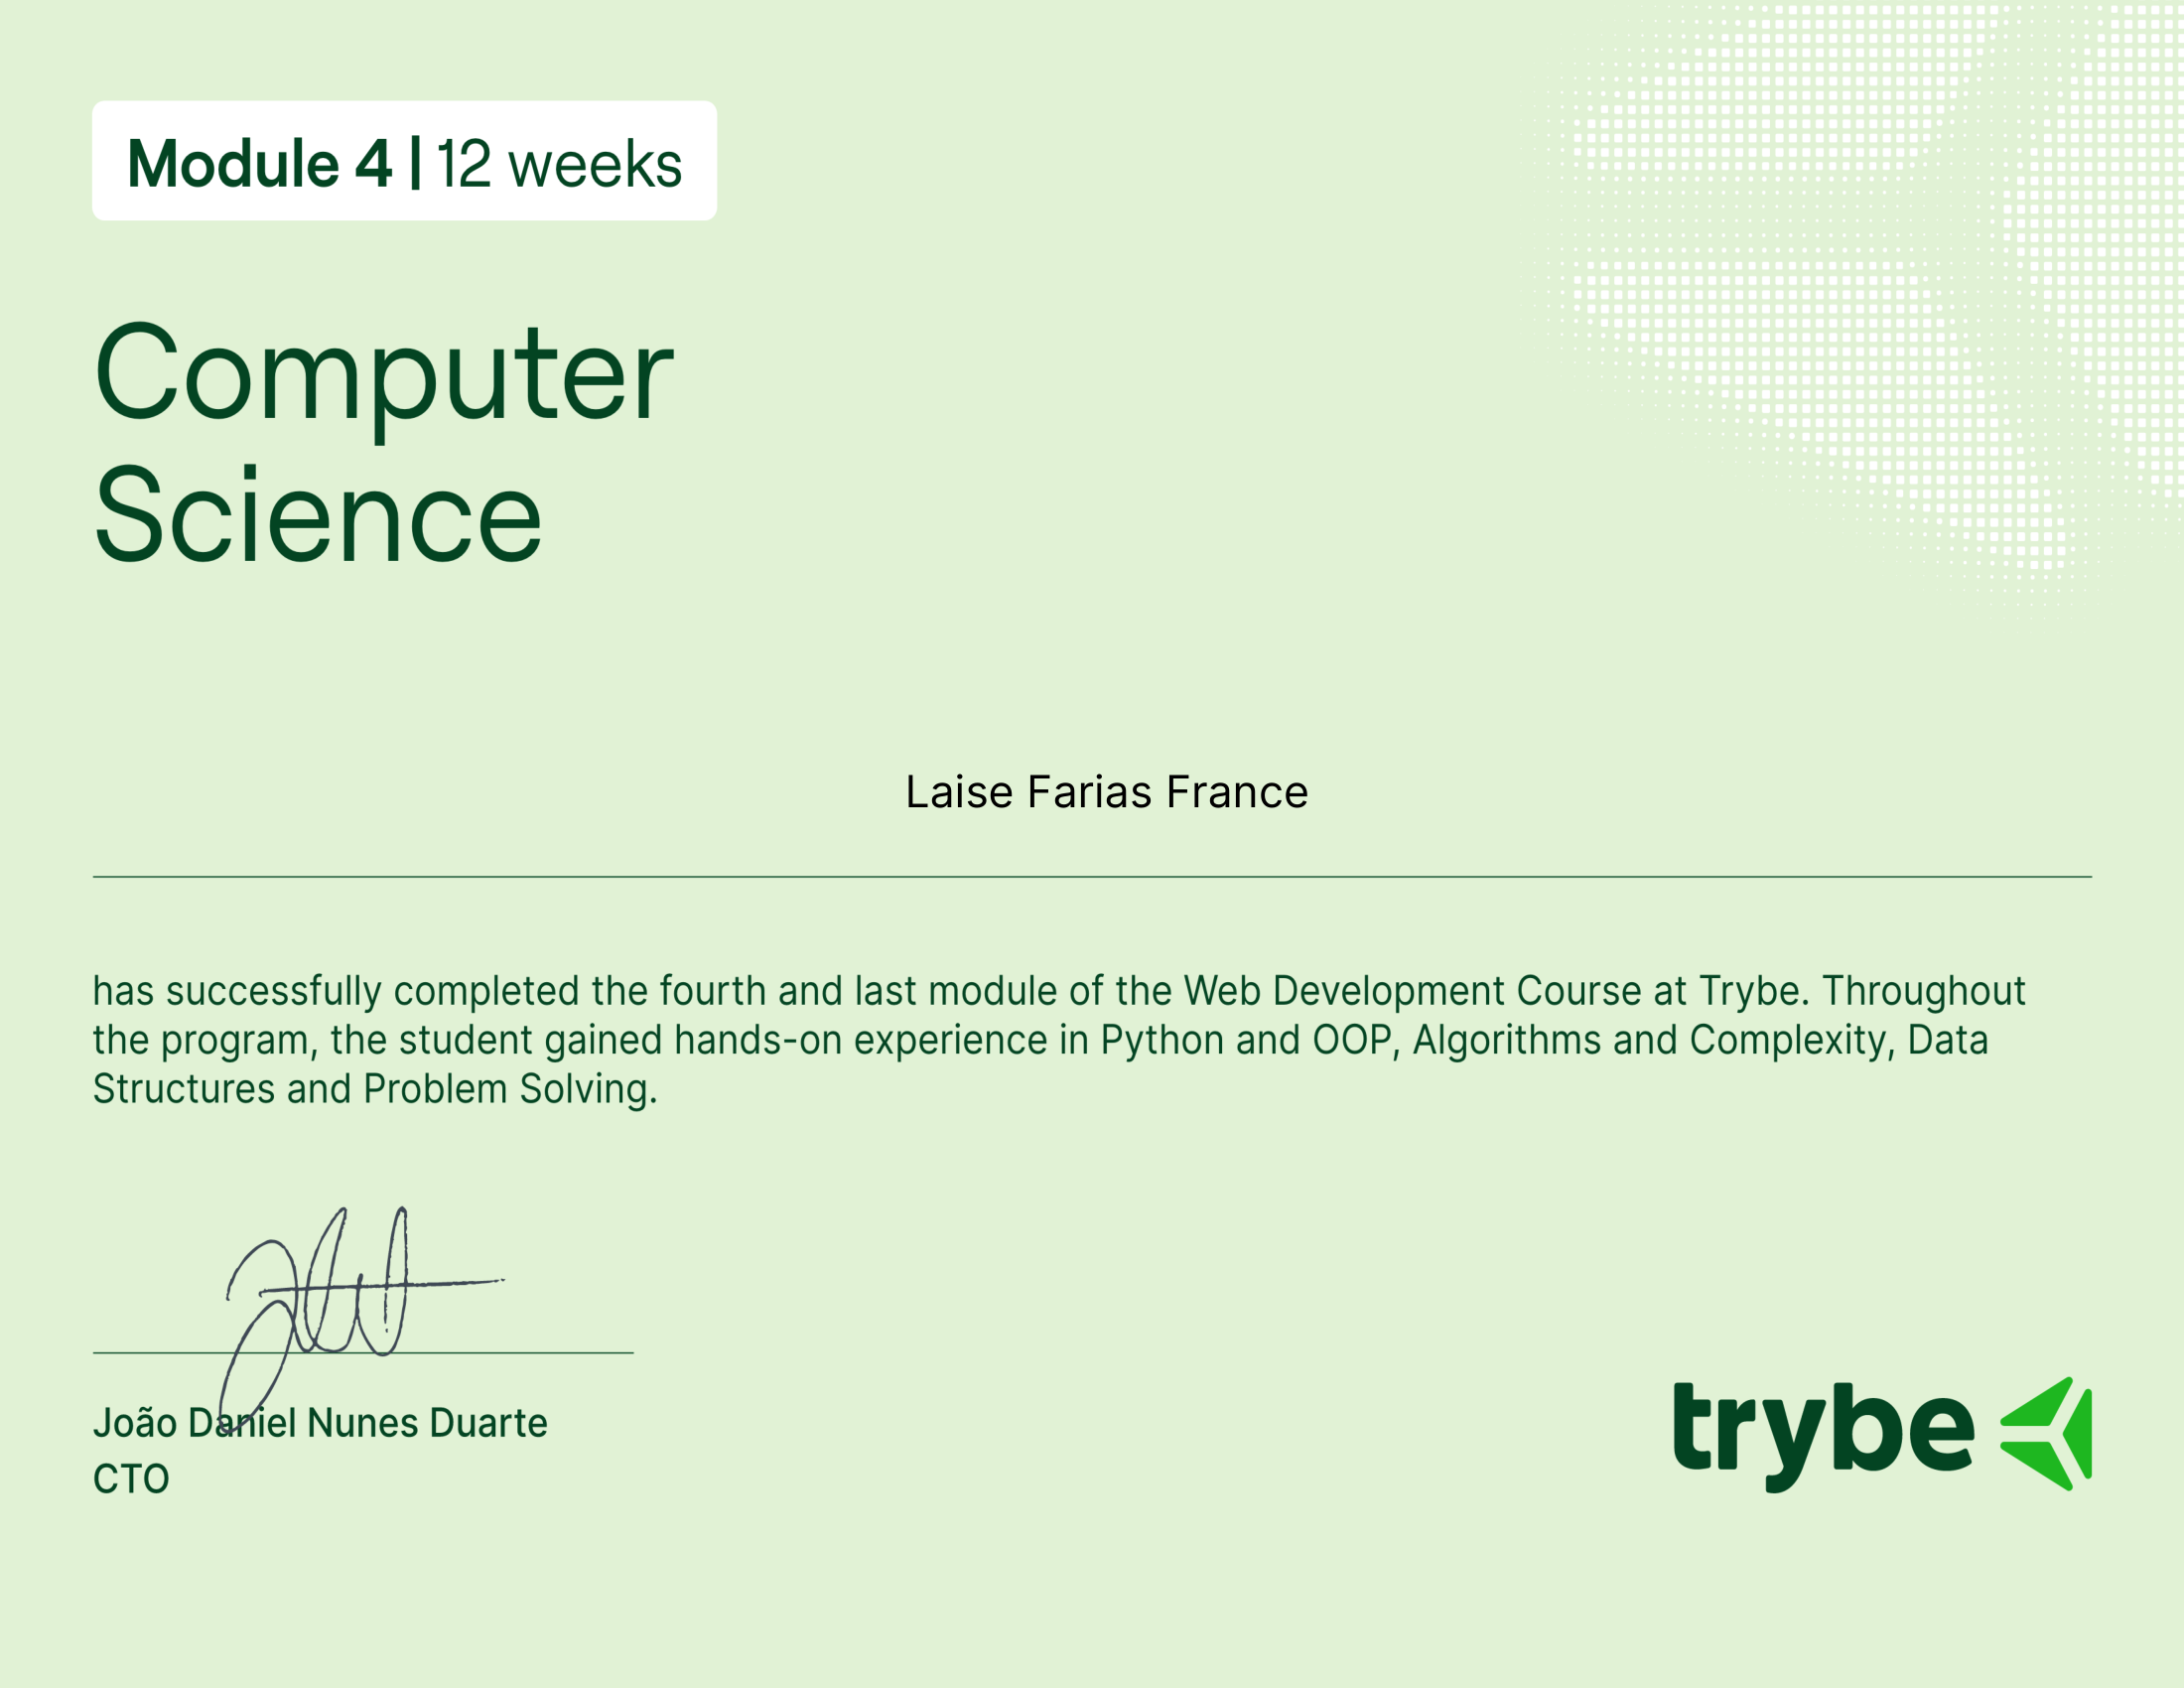 Module 4 | 12 weeks
Computer
Science
Laise Farias France
has successfully completed the fourth and last module of the Web Development Course at Trybe. Throughout
the program, the student gained hands-on experience in Python and OOP, Algorithms and Complexity, Data
Structures and Problem Solving.
João Daniel Nunes Duarte
CTO
trybe